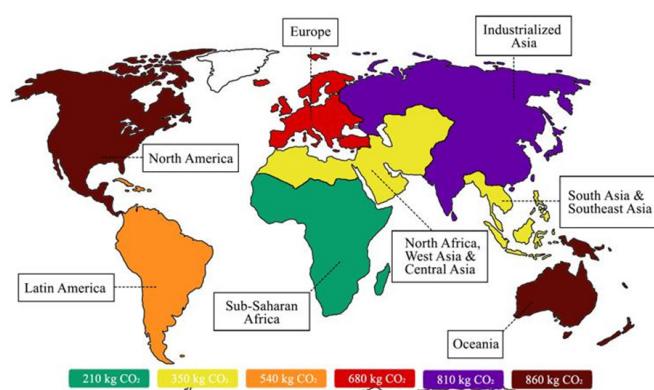 Europe
Industrialized
Asia
North America
South Asia &
Southeast Asia
North Africa,
West Asia &
Central Asia
Latin America
Sub-Saharan
Africa
Oceania
210 kg CO₂
350 kg CO₂
540 kg CO₂
680 kg CO₂
810 kg CO₂
860 kg CO₂